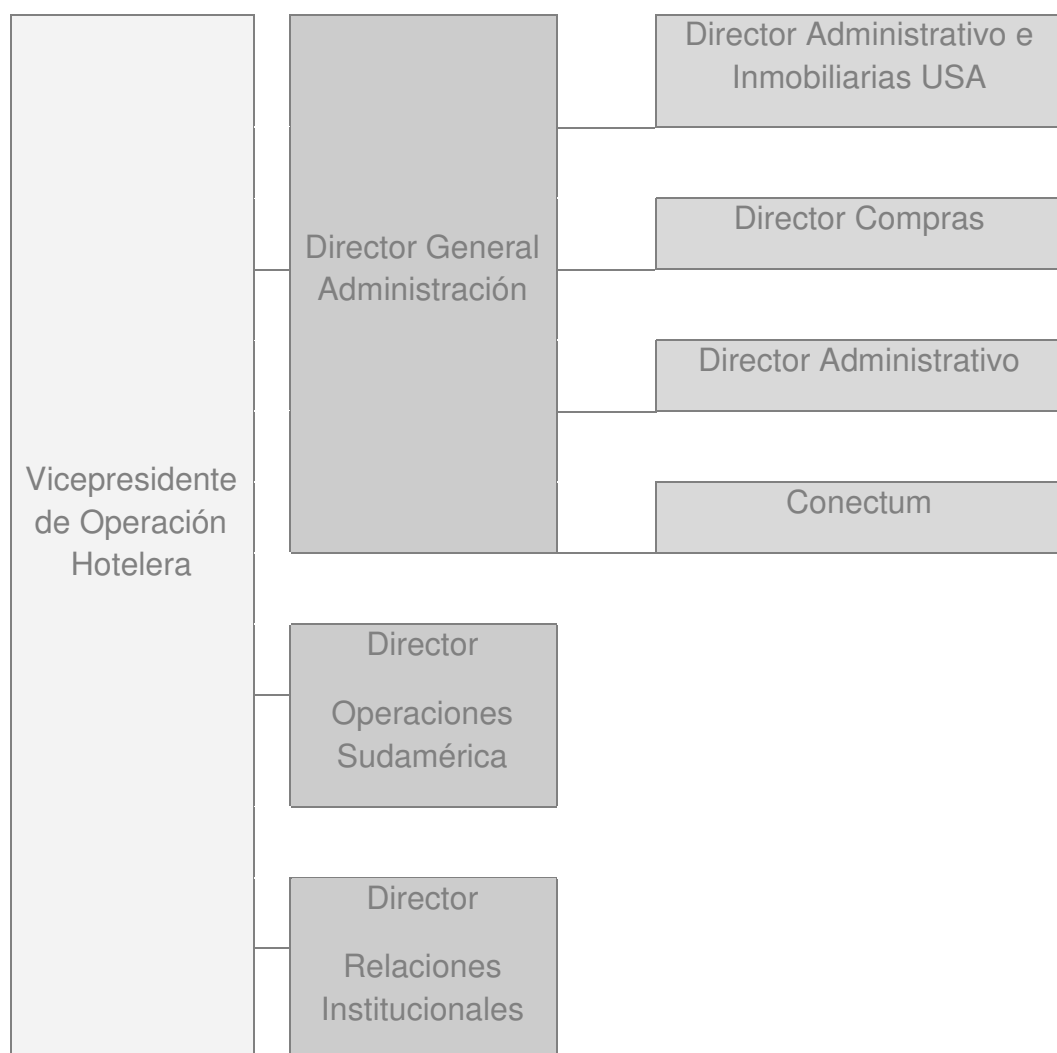 Director Administrativo e
Inmobiliarias USA
Director Compras
Director General
Administración
Director Administrativo
Vicepresidente
de Operación
Hotelera
Conectum
Director
Operaciones
Sudamérica
Director
Relaciones
Institucionales